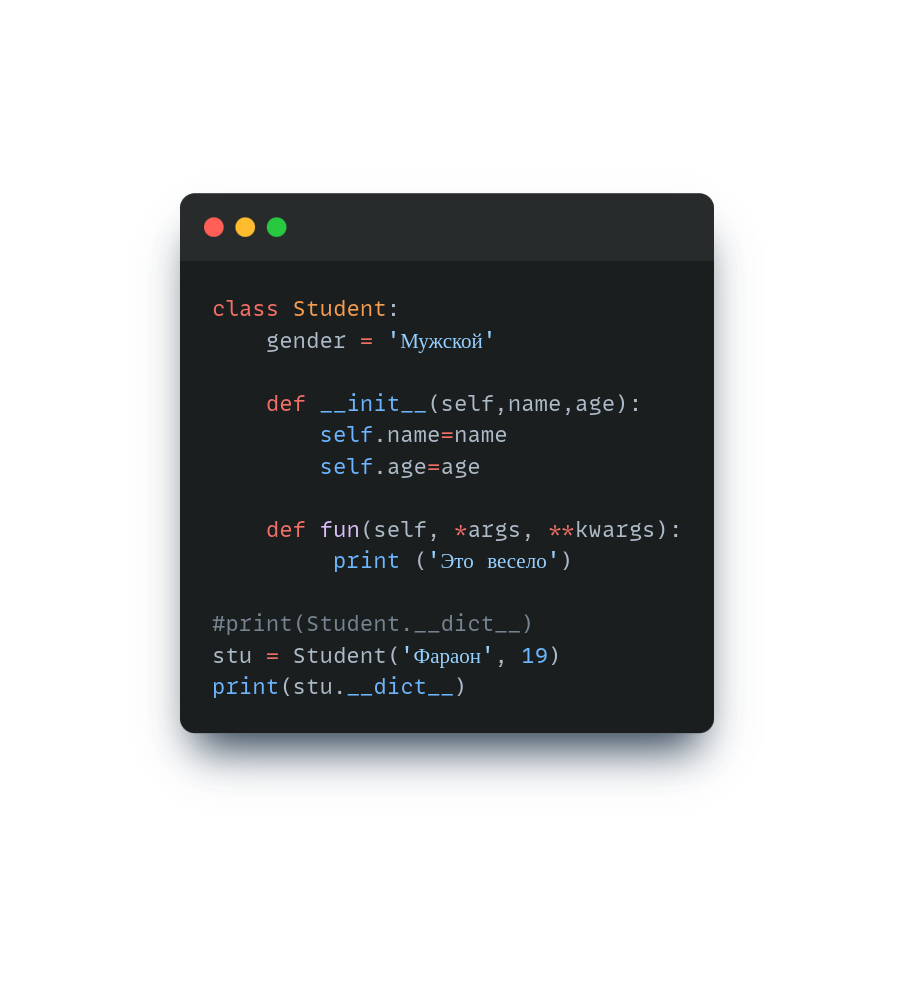 class Student:
    gender = 'Мужской'

    def __init__(self,name,age):
        self.name=name
        self.age=age

    def fun(self, *args, **kwargs):
         print ('Это весело')

#print(Student.__dict__)
stu = Student('Фараон', 19)
print(stu.__dict__)